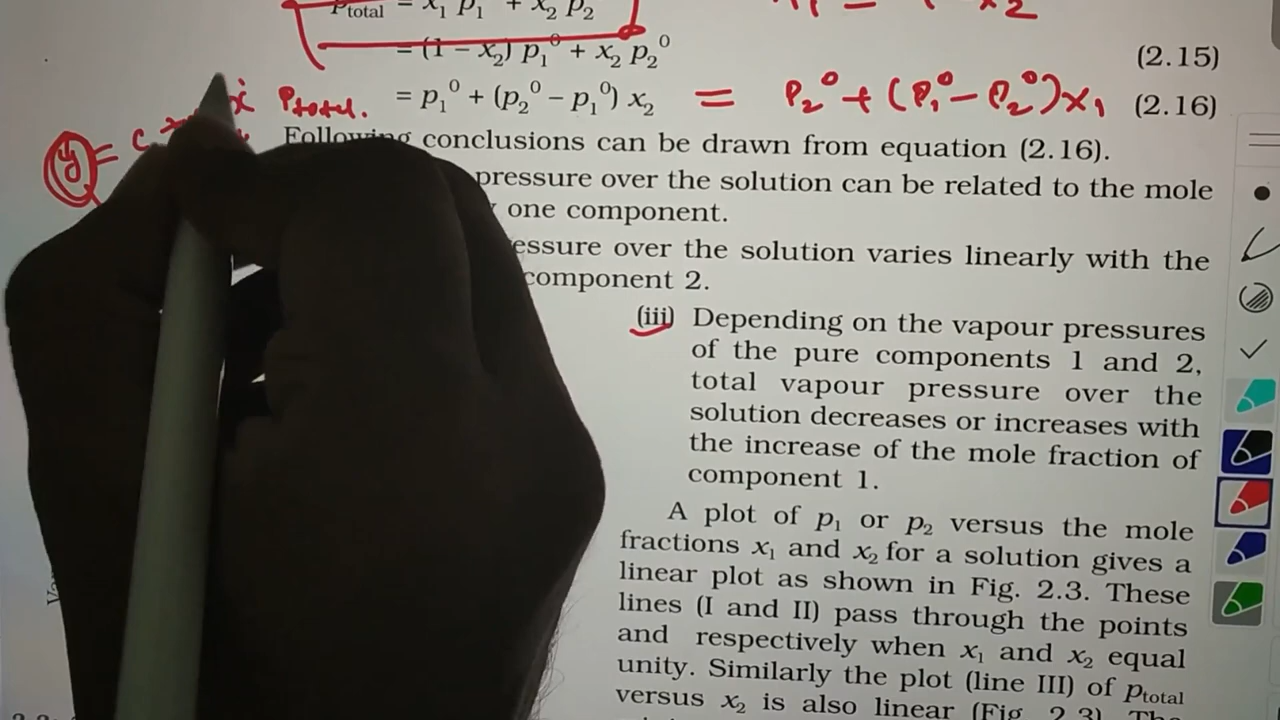 Ptotal = x1 p1 + x2 p2
= (1 – x2) p1⁰ + x2 p2⁰ (2.15)
Ptotal. = p1⁰ + (p2⁰ – p1⁰) x2 = P2⁰ + (P1⁰ – P2⁰) x1 (2.16)
y =
Following conclusions can be drawn from equation (2.16).
pressure over the solution can be related to the mole
one component.
essure over the solution varies linearly with the
component 2.
(iii) Depending on the vapour pressures
of the pure components 1 and 2,
total vapour pressure over the
solution decreases or increases with
the increase of the mole fraction of
component 1.
A plot of p1 or p2 versus the mole
fractions x1 and x2 for a solution gives a
linear plot as shown in Fig. 2.3. These
lines (I and II) pass through the points
and respectively when x1 and x2 equal
unity. Similarly the plot (line III) of ptotal
versus x2 is also linear (Fig. 2.3). The